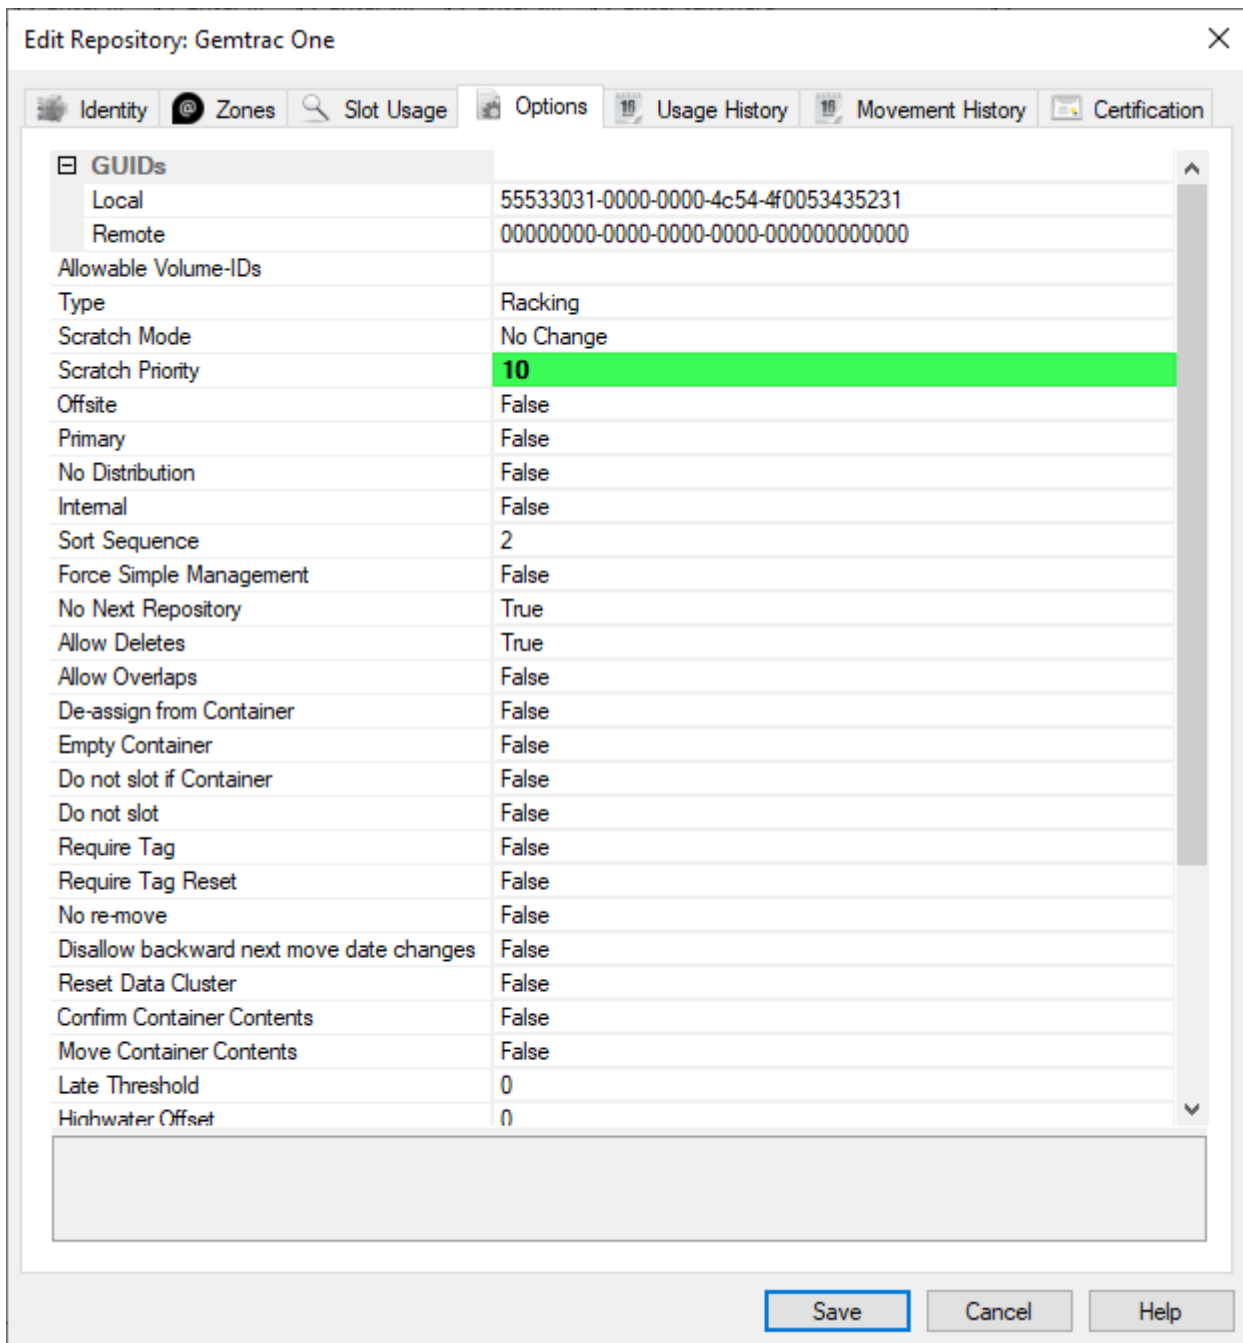 Edit Repository: Gemtrac One
Identity Zones Slot Usage Options Usage History Movement History Certification
GUIDs
Local 55533031-0000-0000-4c54-4f0053435231
Remote 00000000-0000-0000-0000-000000000000
Allowable Volume-IDs
Type Racking
Scratch Mode No Change
Scratch Priority 10
Offsite False
Primary False
No Distribution False
Internal False
Sort Sequence 2
Force Simple Management False
No Next Repository True
Allow Deletes True
Allow Overlaps False
De-assign from Container False
Empty Container False
Do not slot if Container False
Do not slot False
Require Tag False
Require Tag Reset False
No re-move False
Disallow backward next move date changes False
Reset Data Cluster False
Confirm Container Contents False
Move Container Contents False
Late Threshold 0
Highwater Offset 0
Save Cancel Help